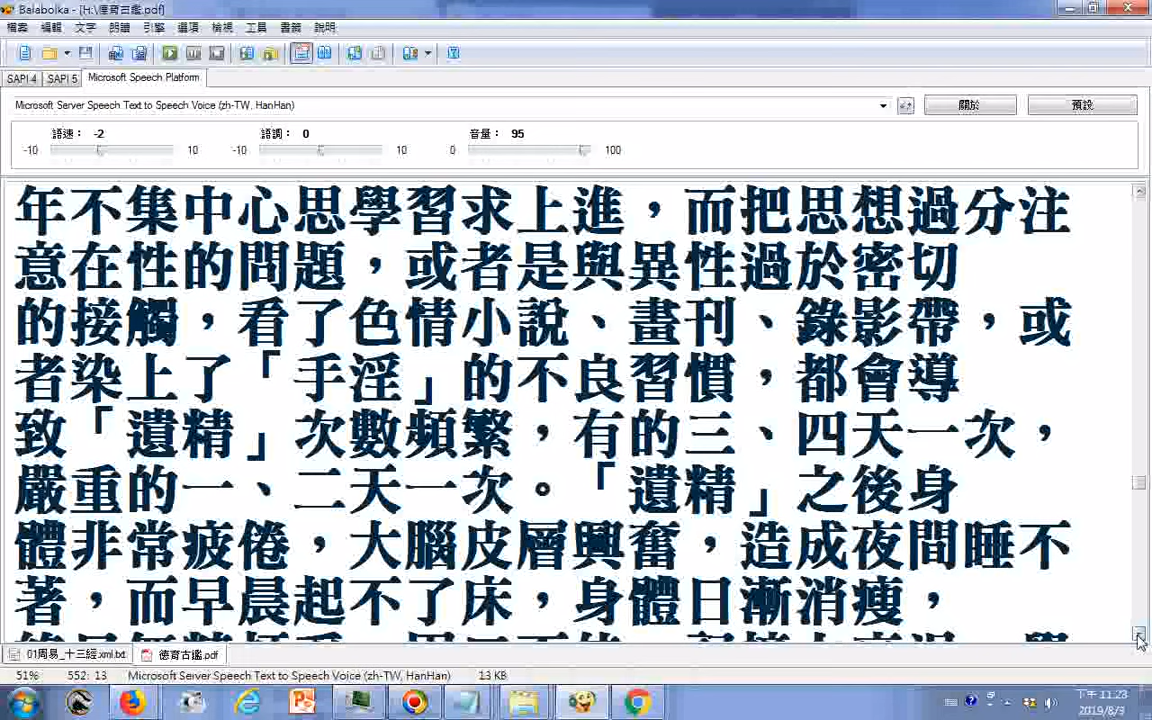 Balabolka - [H:\德育古鑑.pdf]
檔案 編輯 文字 朗讀 引擎 選項 檢視 工具 書籤 說明
SAPI 4 SAPI 5 Microsoft Speech Platform
Microsoft Server Speech Text to Speech Voice (zh-TW, HanHan)
關於 預設
語速： -2 語調： 0 音量： 95
-10 10 -10 10 0 100
年不集中心思學習求上進，而把思想過分注
意在性的問題，或者是與異性過於密切
的接觸，看了色情小說、畫刊、錄影帶，或
者染上了「手淫」的不良習慣，都會導
致「遺精」次數頻繁，有的三、四天一次，
嚴重的一、二天一次。「遺精」之後身
體非常疲倦，大腦皮層興奮，造成夜間睡不
著，而早晨起不了床，身體日漸消瘦，
01周易_十三經.xml.txt 德育古鑑.pdf
51% 552: 13 Microsoft Server Speech Text to Speech Voice (zh-TW, HanHan) 13 KB
下午 11:23
2019/8/3